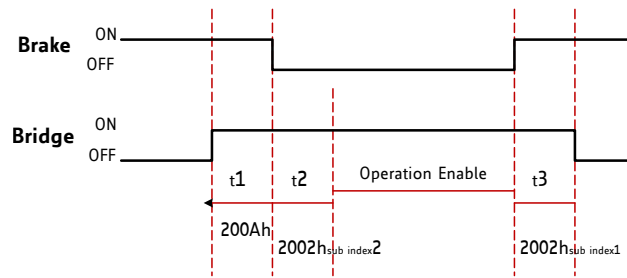 Brake ON
OFF
Bridge ON
OFF
t1 t2 Operation Enable t3
200Ah
2002hsub index2 2002hsub index1